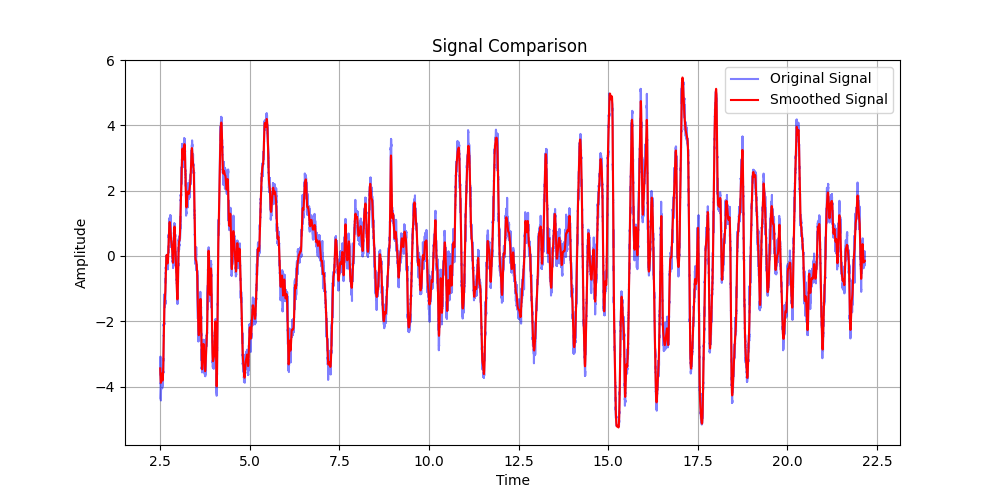 Signal Comparison
Original Signal
Smoothed Signal
Amplitude
6
4
2
0
−2
−4
2.5 5.0 7.5 10.0 12.5 15.0 17.5 20.0 22.5
Time